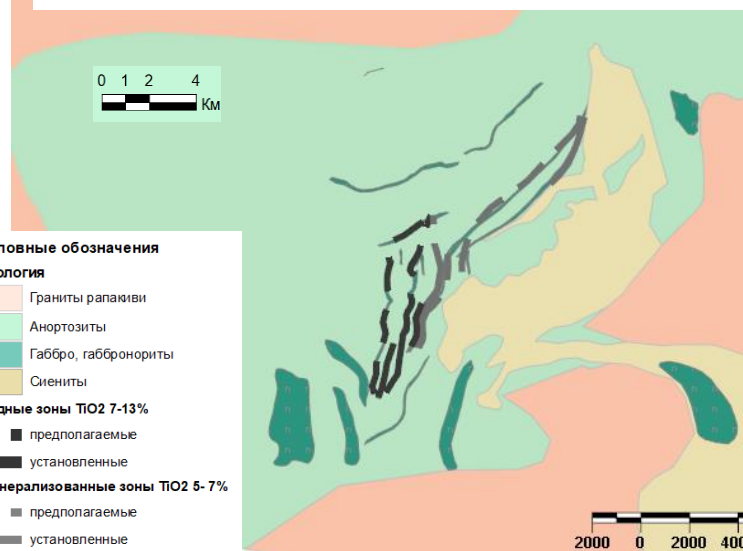 0 1 2 4
Км
ловные обозначения
ология
Граниты рапакиви
Анортозиты
Габбро, габбронориты
Сиениты
дные зоны TiO2 7-13%
предполагаемые
установленные
нерализованные зоны TiO2 5- 7%
предполагаемые
установленные
2000 0 2000 400